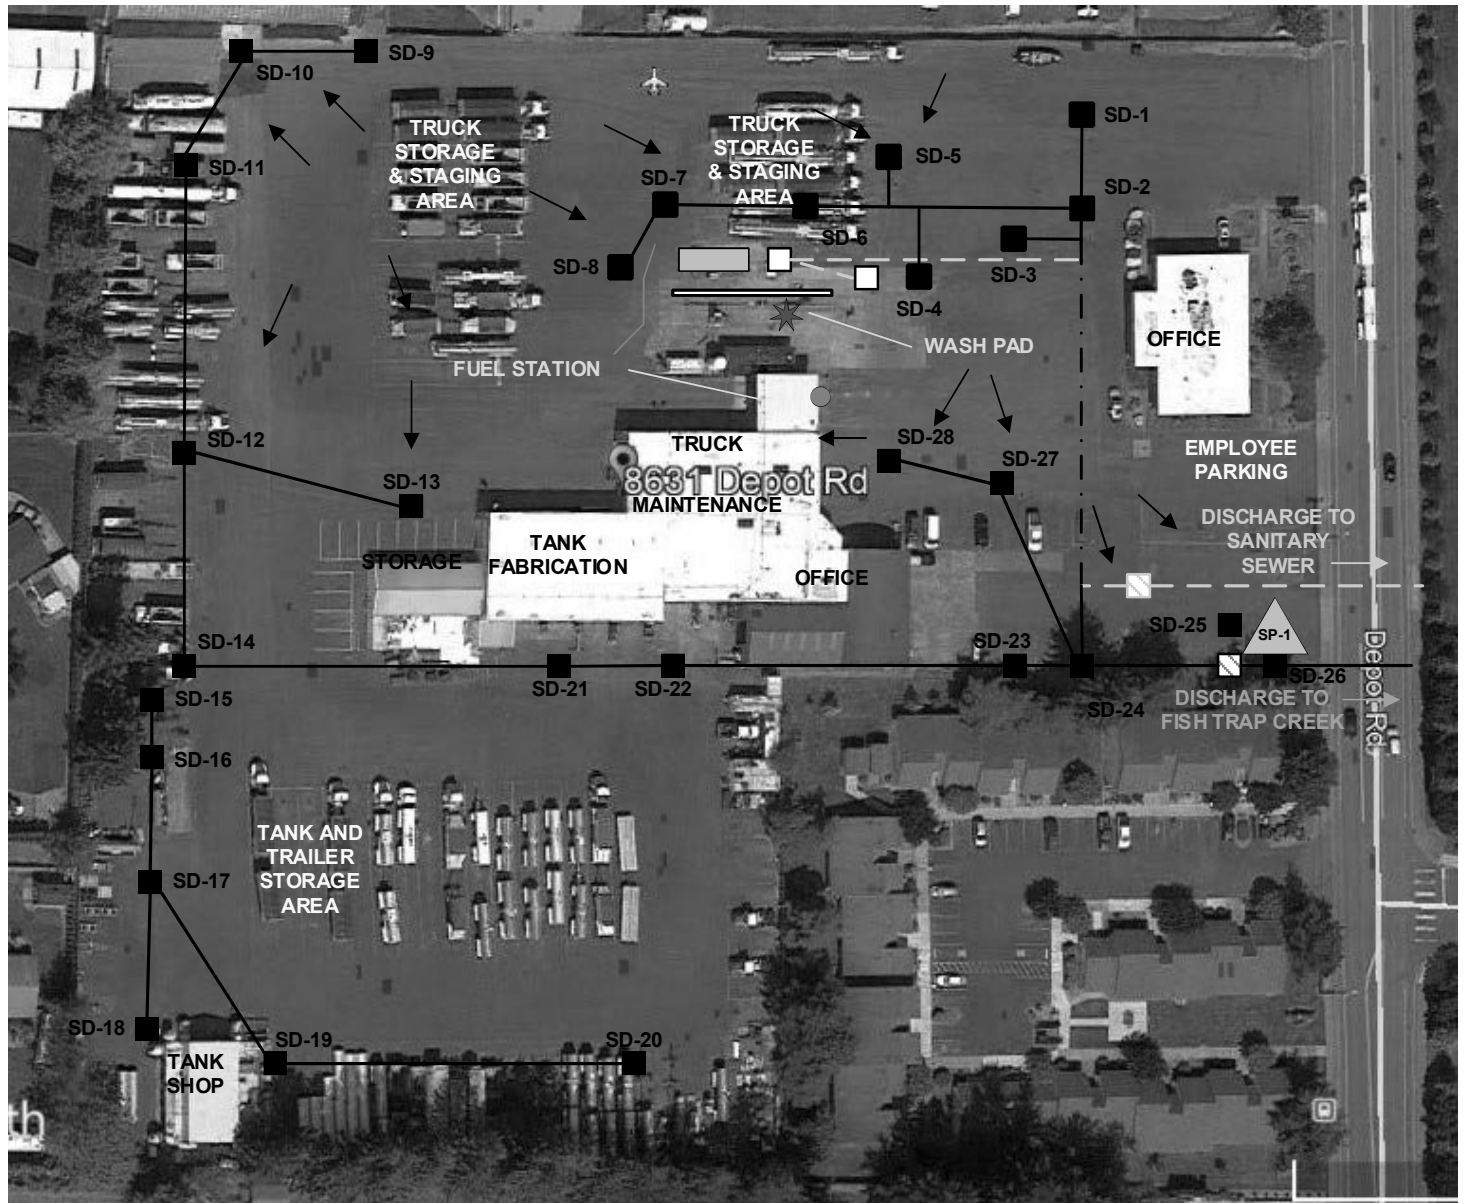 SD-9
SD-10
SD-1
TRUCK
STORAGE
& STAGING
AREA
TRUCK
STORAGE
& STAGING
AREA
SD-5
SD-11
SD-7
SD-2
SD-6
SD-8
SD-3
SD-4
OFFICE
WASH PAD
FUEL STATION
SD-12
TRUCK
MAINTENANCE
8631 Depot Rd
SD-28
SD-27
EMPLOYEE
PARKING
SD-13
DISCHARGE TO
SANITARY
SEWER
STORAGE
TANK
FABRICATION
OFFICE
SD-25
SP-1
SD-14
SD-21
SD-22
SD-23
SD-24
SD-26
Depot Rd
DISCHARGE TO
FISH TRAP CREEK
SD-15
SD-16
TANK AND
TRAILER
STORAGE
AREA
SD-17
SD-18
SD-19
SD-20
TANK
SHOP
th